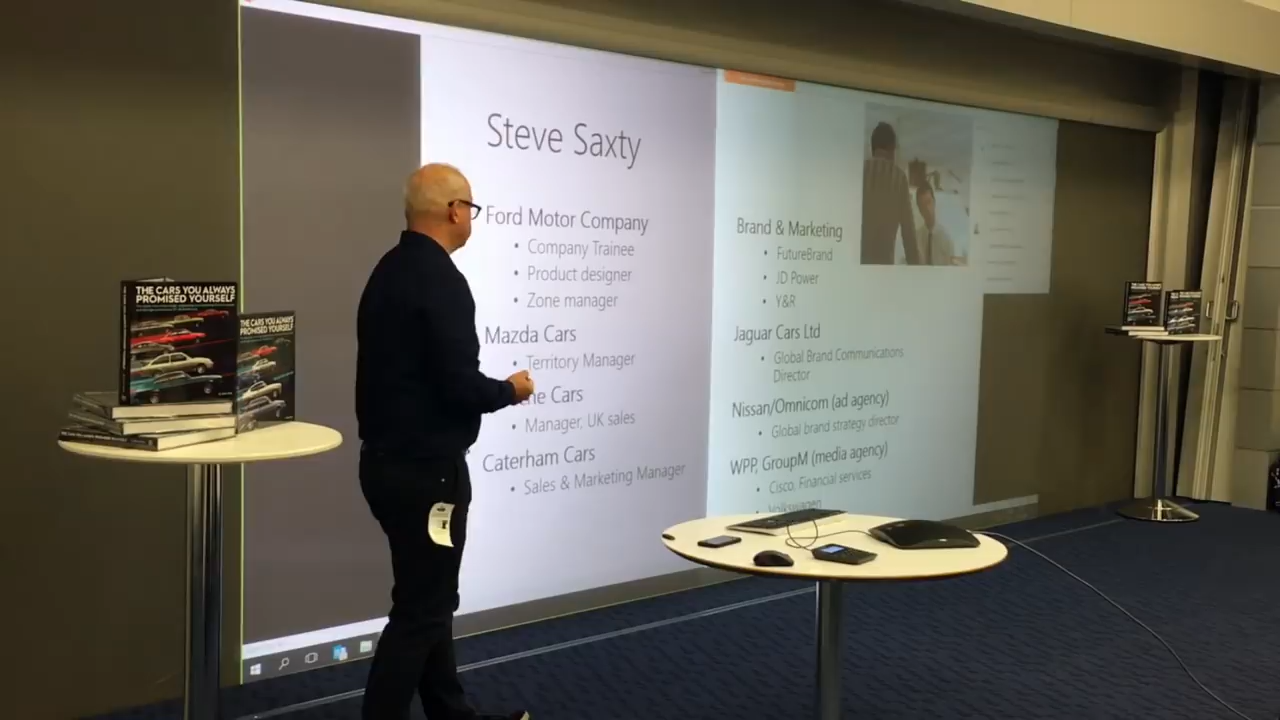 Steve Saxty
Ford Motor Company
• Company Trainee
• Product designer
• Zone manager
Mazda Cars
• Territory Manager
Cars
• Manager, UK sales
Caterham Cars
• Sales & Marketing Manager
Brand & Marketing
• FutureBrand
• JD Power
• Y&R
Jaguar Cars Ltd
• Global Brand Communications
Director
Nissan/Omnicom (ad agency)
• Global brand strategy director
WPP, GroupM (media agency)
• Cisco, Financial services
• Volkswagen
THE CARS YOU ALWAYS
PROMISED YOURSELF
THE CARS YOU ALWAYS
PROMISED YOURSELF